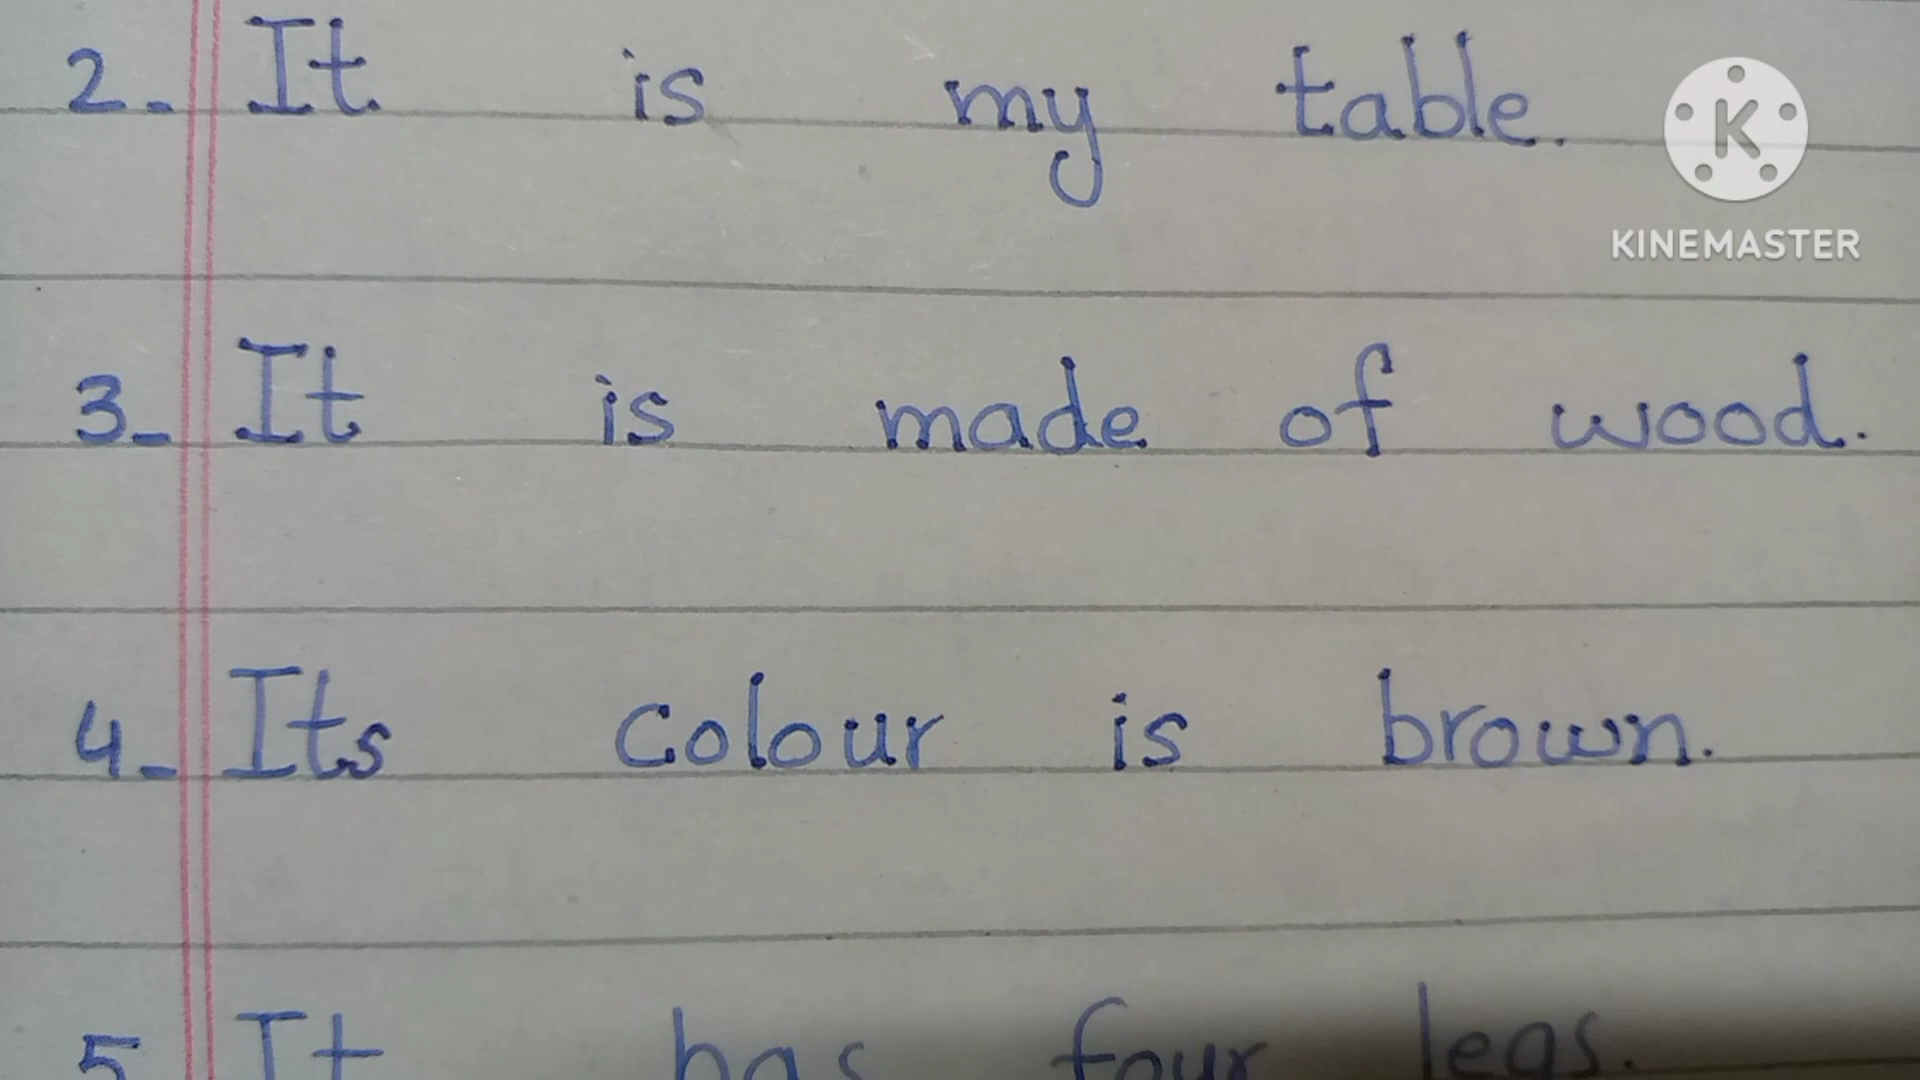 2- It is my table.
KINEMASTER
3- It is made of wood.
4- Its colour is brown.
5 It has four legs.